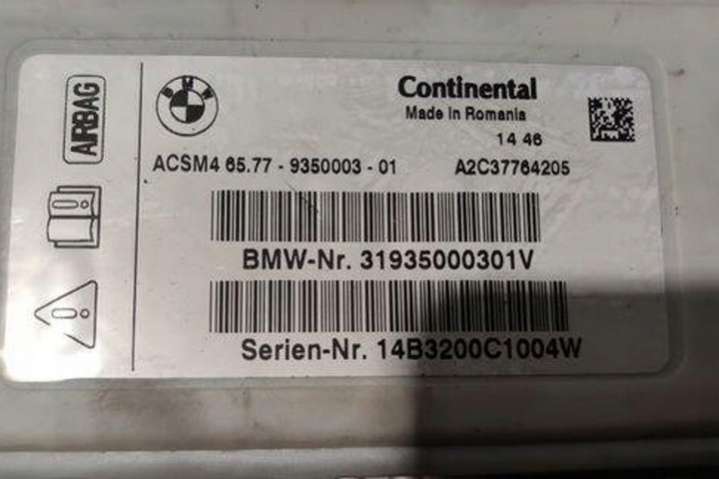 AIRBAG
BMW
Continental
Made in Romania
14 46
ACSM4 65.77 - 9350003 - 01 A2C37764205
BMW-Nr. 31935000301V
Serien-Nr. 14B3200C1004W